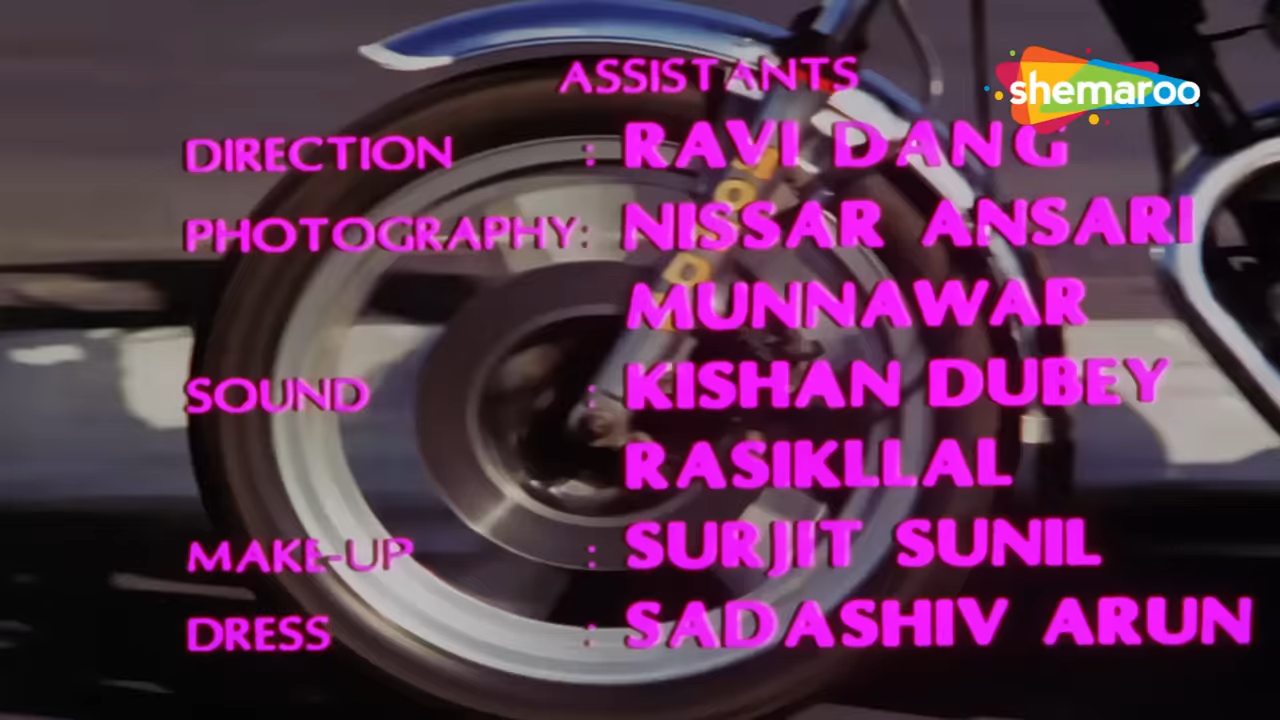 shemaroo
ASSISTANTS
DIRECTION : RAVI DANG
PHOTOGRAPHY: NISSAR ANSARI
MUNNAWAR
SOUND : KISHAN DUBEY
RASIKLLAL
MAKE-UP : SURJIT SUNIL
DRESS : SADASHIV ARUN